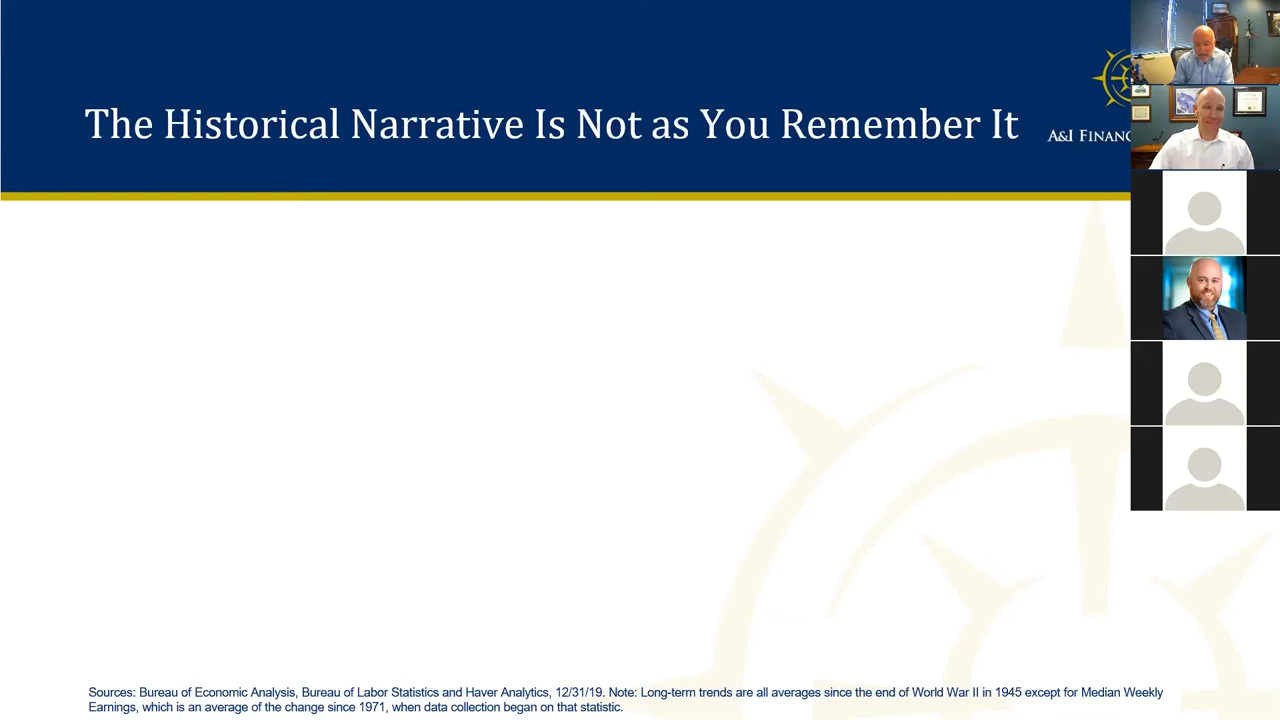 The Historical Narrative Is Not as You Remember It
A&I FINANC
Sources: Bureau of Economic Analysis, Bureau of Labor Statistics and Haver Analytics, 12/31/19. Note: Long-term trends are all averages since the end of World War II in 1945 except for Median Weekly
Earnings, which is an average of the change since 1971, when data collection began on that statistic.